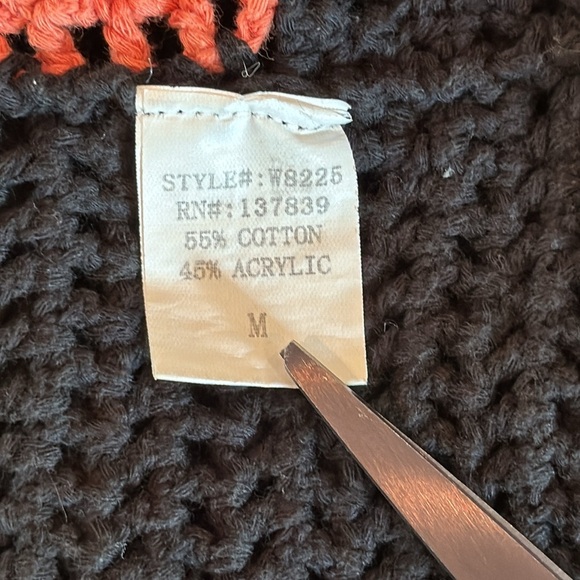 STYLE#:W8225
RN#:137839
55% COTTON
45% ACRYLIC
M